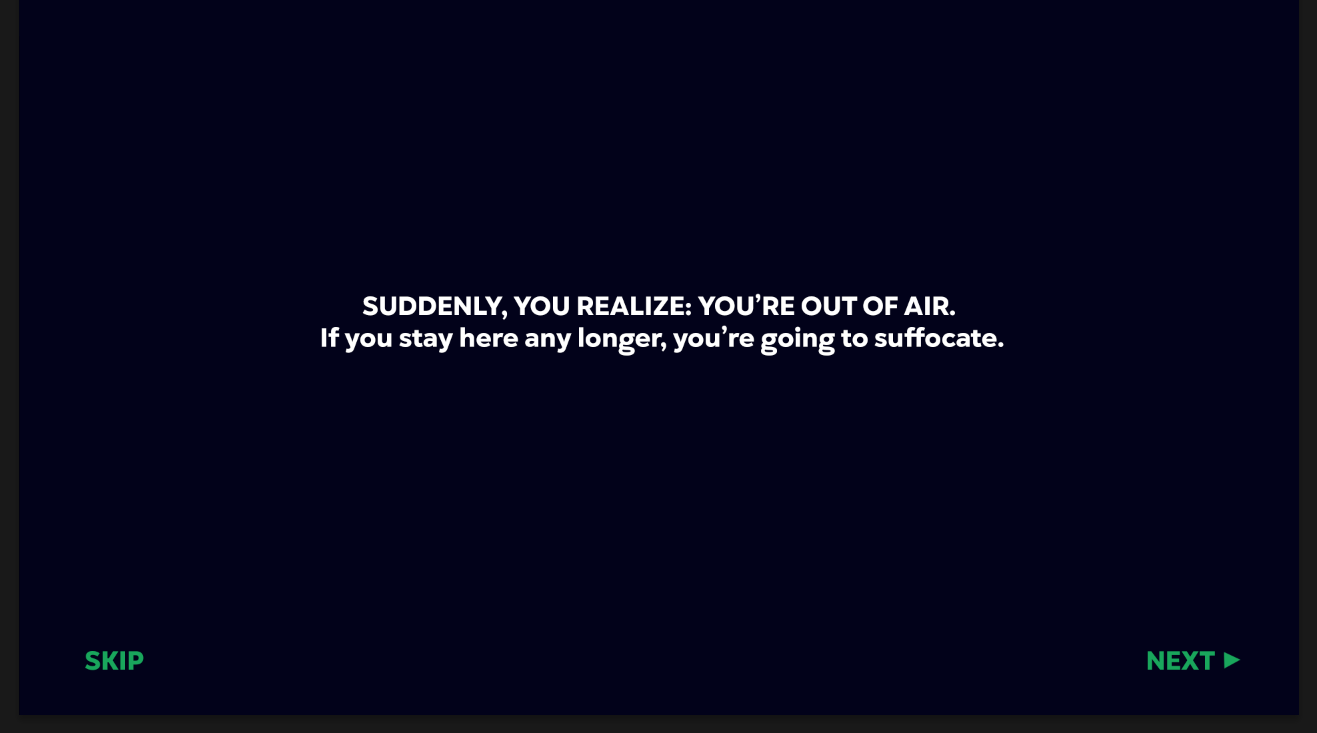 SUDDENLY, YOU REALIZE: YOU’RE OUT OF AIR.
If you stay here any longer, you’re going to suffocate.
SKIP
NEXT ►